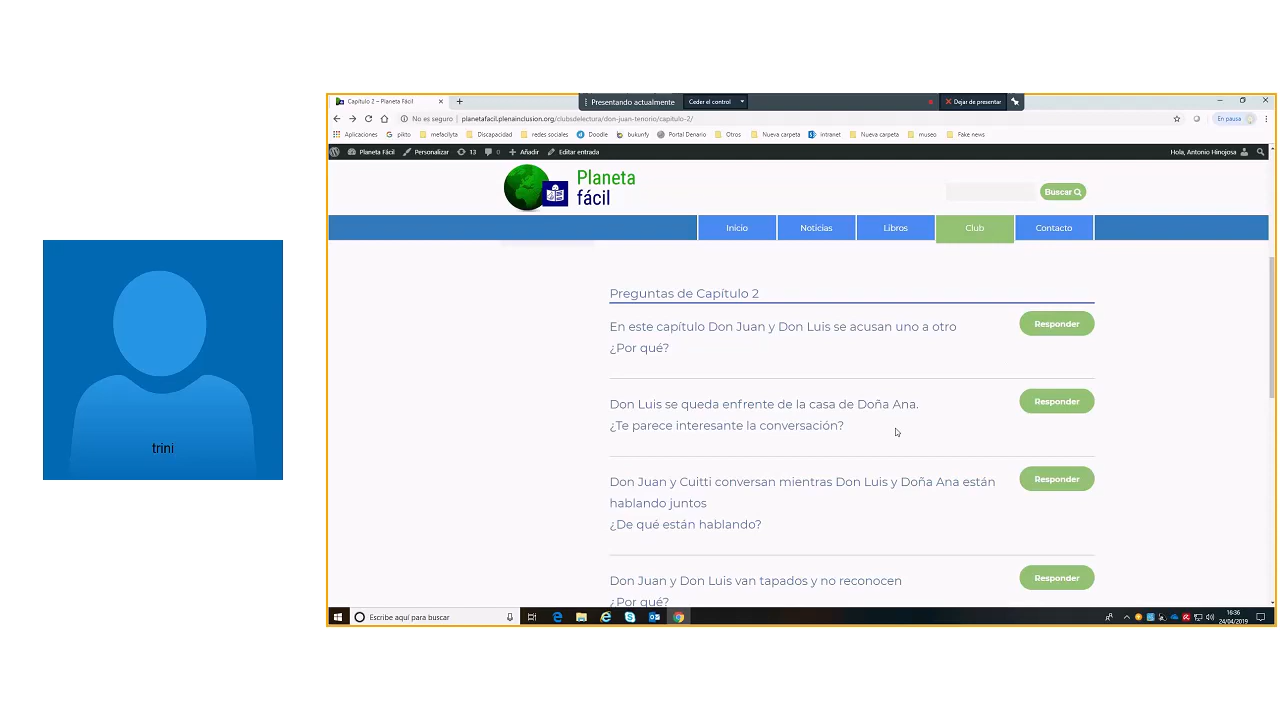 Capítulo 2 – Planeta Fácil
Presentando actualmente
Ceder el control
Dejar de presentar
No es seguro | planetafacil.plenainclusion.org/clubsdelectura/don-juan-tenorio/capitulo-2/
En pausa
Aplicaciones
pikto
mefacilyta
Discapacidad
redes sociales
Doodle
bukunfy
Portal Denario
Otros
Nueva carpeta
intranet
Nueva carpeta
museo
Fake news
Planeta Fácil
Personalizar
13
0
Añadir
Editar entrada
Hola, Antonio Hinojosa
Planeta
fácil
Buscar
Inicio
Noticias
Libros
Club
Contacto
Preguntas de Capítulo 2
En este capítulo Don Juan y Don Luis se acusan uno a otro
¿Por qué?
Responder
Don Luis se queda enfrente de la casa de Doña Ana.
¿Te parece interesante la conversación?
Responder
Don Juan y Cuitti conversan mientras Don Luis y Doña Ana están
hablando juntos
¿De qué están hablando?
Responder
Don Juan y Don Luis van tapados y no reconocen
¿Por qué?
Responder
trini
Escribe aquí para buscar
16:36
24/04/2019